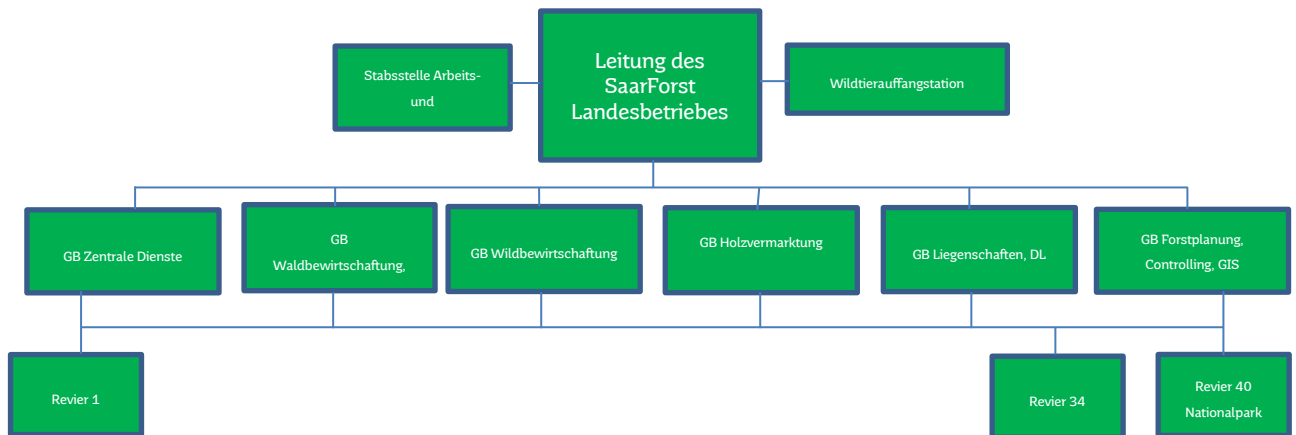 Stabsstelle Arbeits-
und
Leitung des
SaarForst
Landesbetriebes
Wildtierauffangstation
GB Zentrale Dienste
GB
Waldbewirtschaftung,
GB Wildbewirtschaftung
GB Holzvermarktung
GB Liegenschaften, DL
GB Forstplanung,
Controlling, GIS
Revier 1
Revier 34
Revier 40
Nationalpark